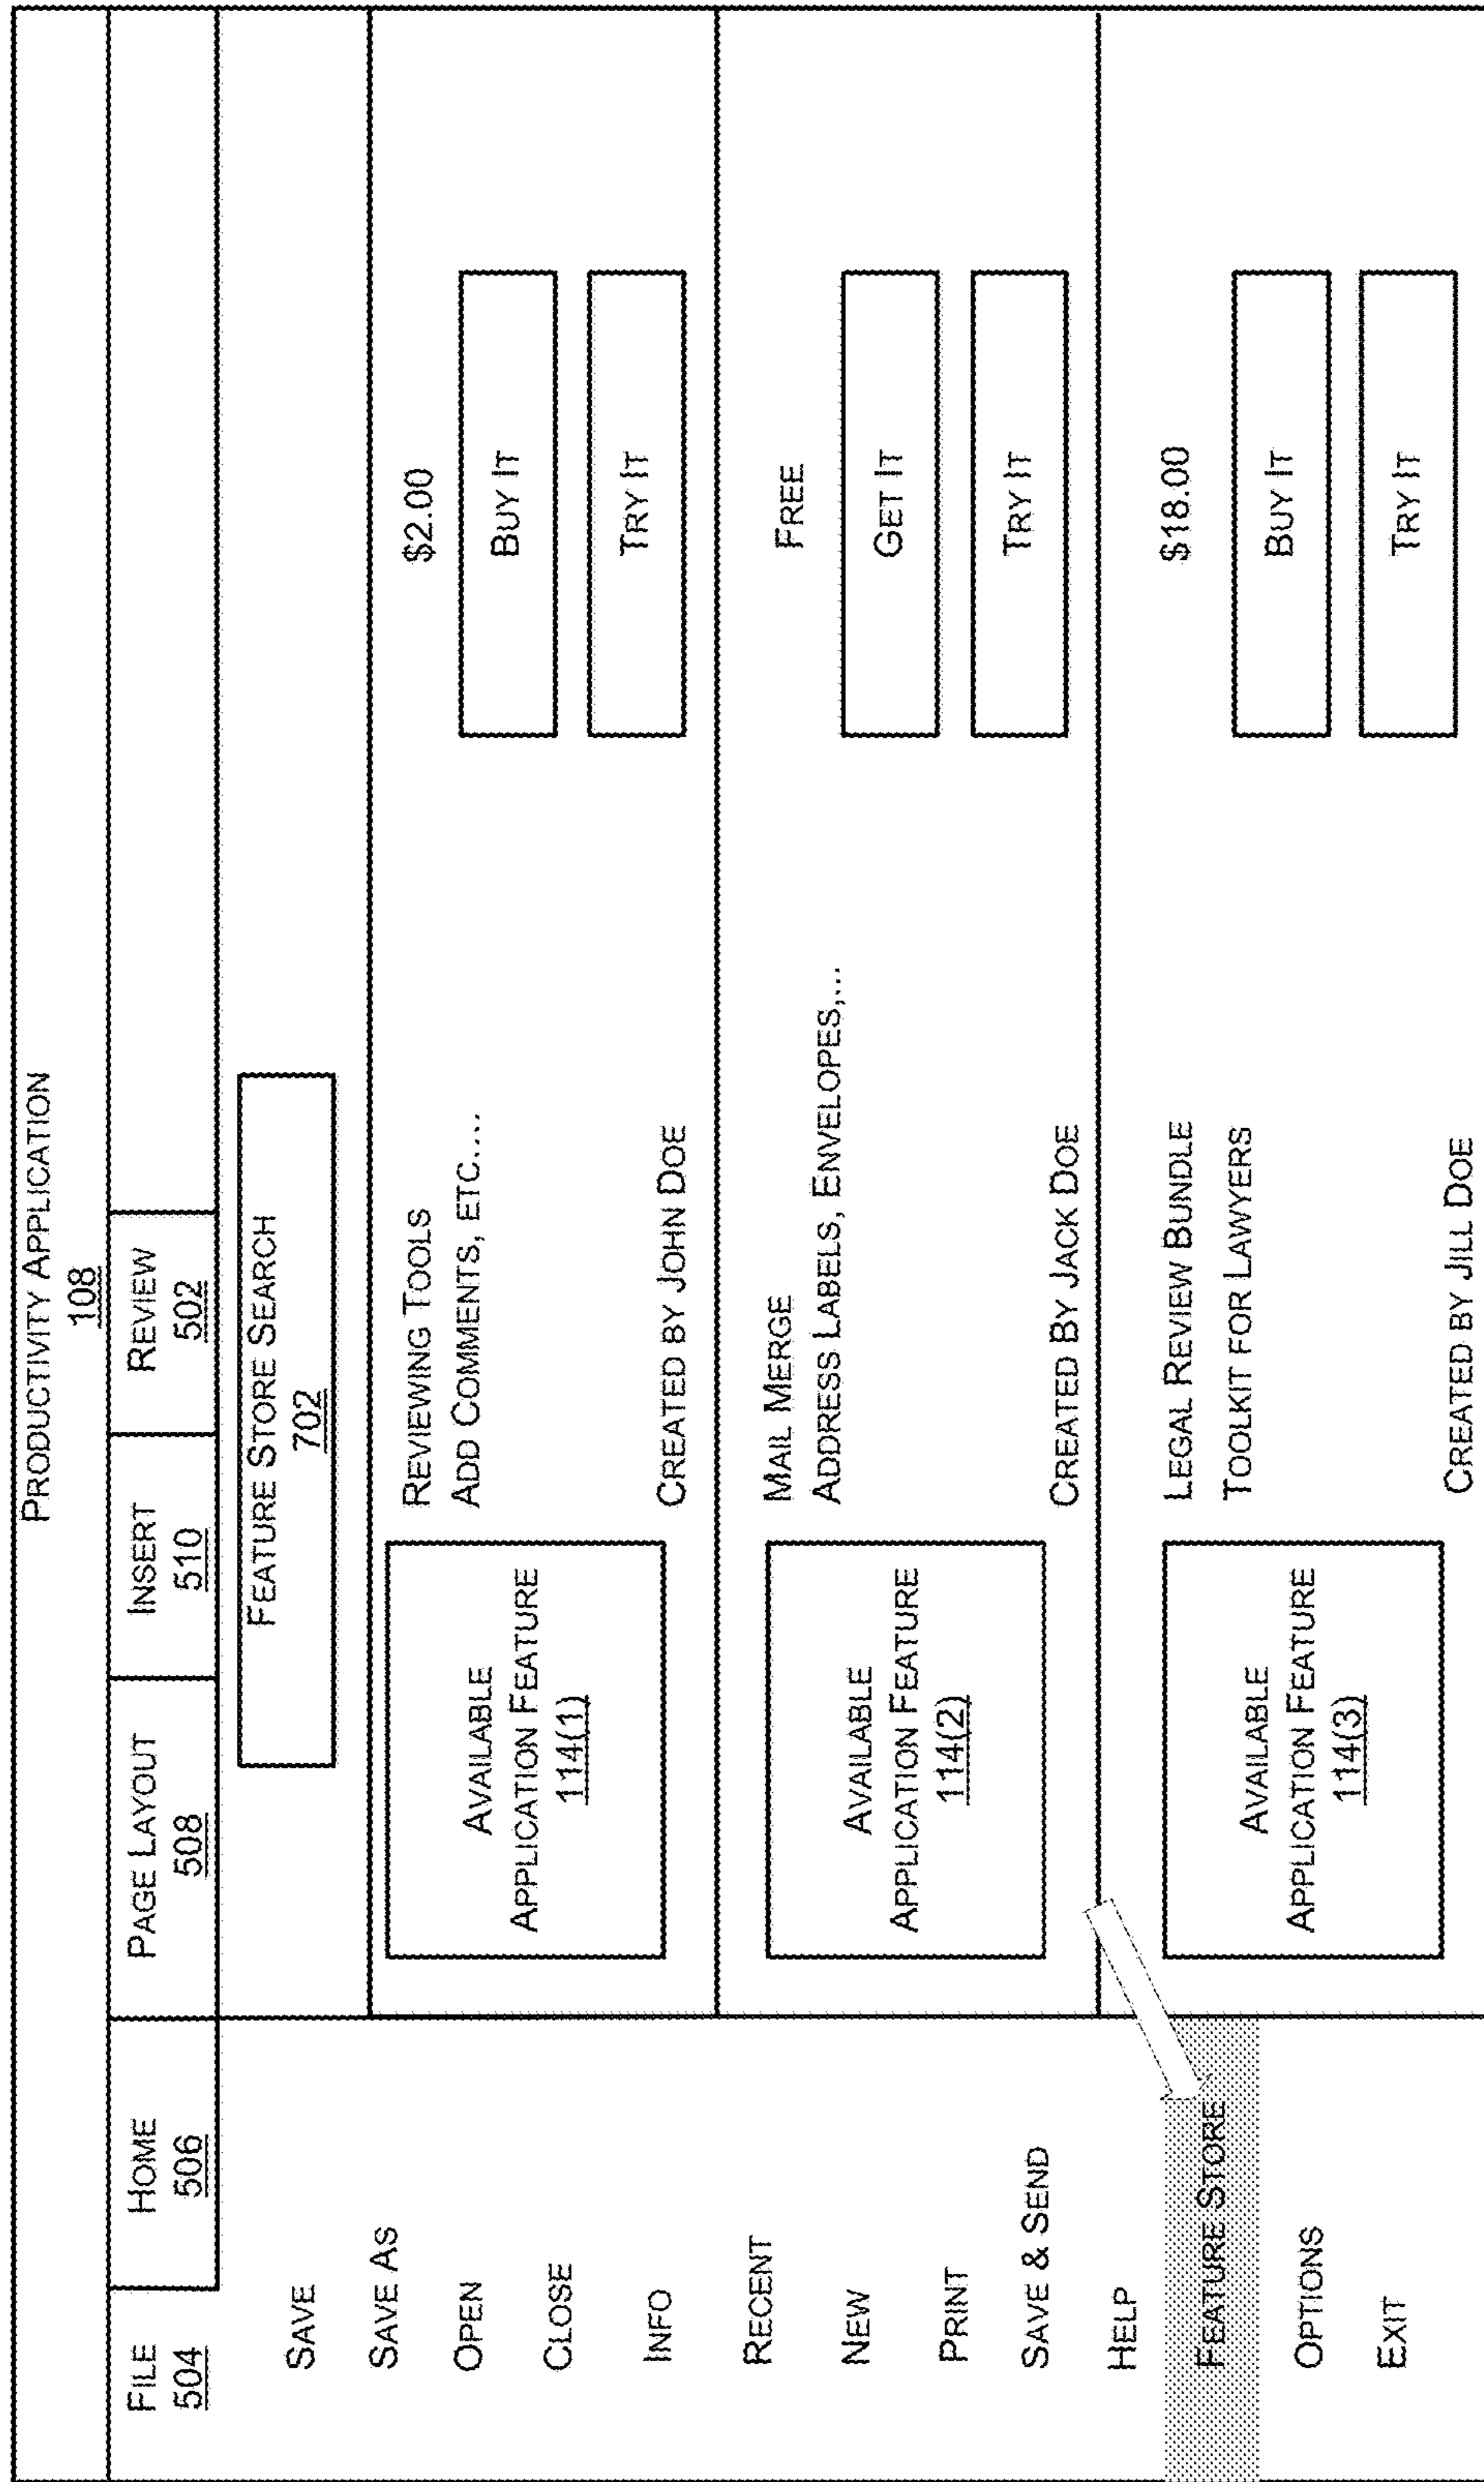 PRODUCTIVITY APPLICATION
108
FILE
504
HOME
506
PAGE LAYOUT
508
INSERT
510
REVIEW
502
SAVE
SAVE AS
OPEN
CLOSE
INFO
RECENT
NEW
PRINT
SAVE & SEND
HELP
FEATURE STORE
OPTIONS
EXIT
FEATURE STORE SEARCH
702
AVAILABLE
APPLICATION FEATURE
114(1)
REVIEWING TOOLS
ADD COMMENTS, ETC....
CREATED BY JOHN DOE
$2.00
BUY IT
TRY IT
AVAILABLE
APPLICATION FEATURE
114(2)
MAIL MERGE
ADDRESS LABELS, ENVELOPES,...
CREATED BY JACK DOE
FREE
GET IT
TRY IT
AVAILABLE
APPLICATION FEATURE
114(3)
LEGAL REVIEW BUNDLE
TOOLKIT FOR LAWYERS
CREATED BY JILL DOE
$18.00
BUY IT
TRY IT